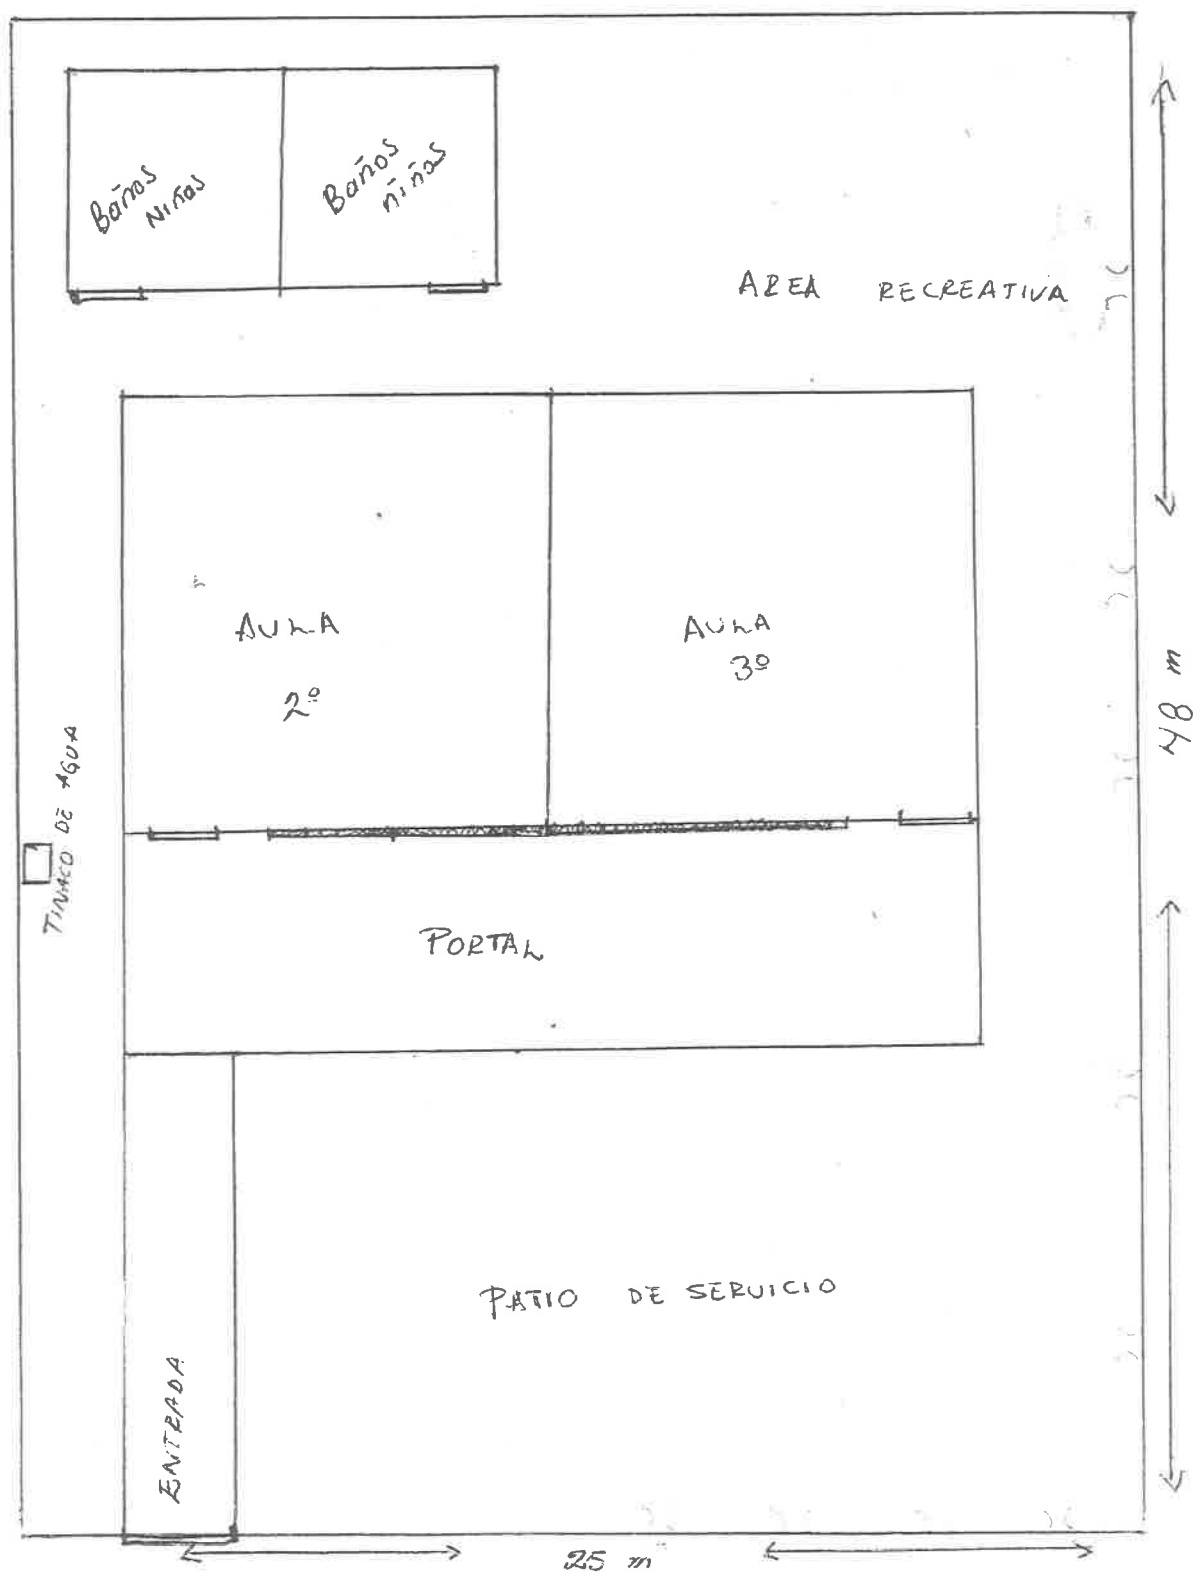 Baños
Niñas
Baños
niños
AREA RECREATIVA
AULA
2º
AULA
3º
48 m
TINACO DE AGUA
PORTAL
PATIO DE SERVICIO
ENTRADA
25 m